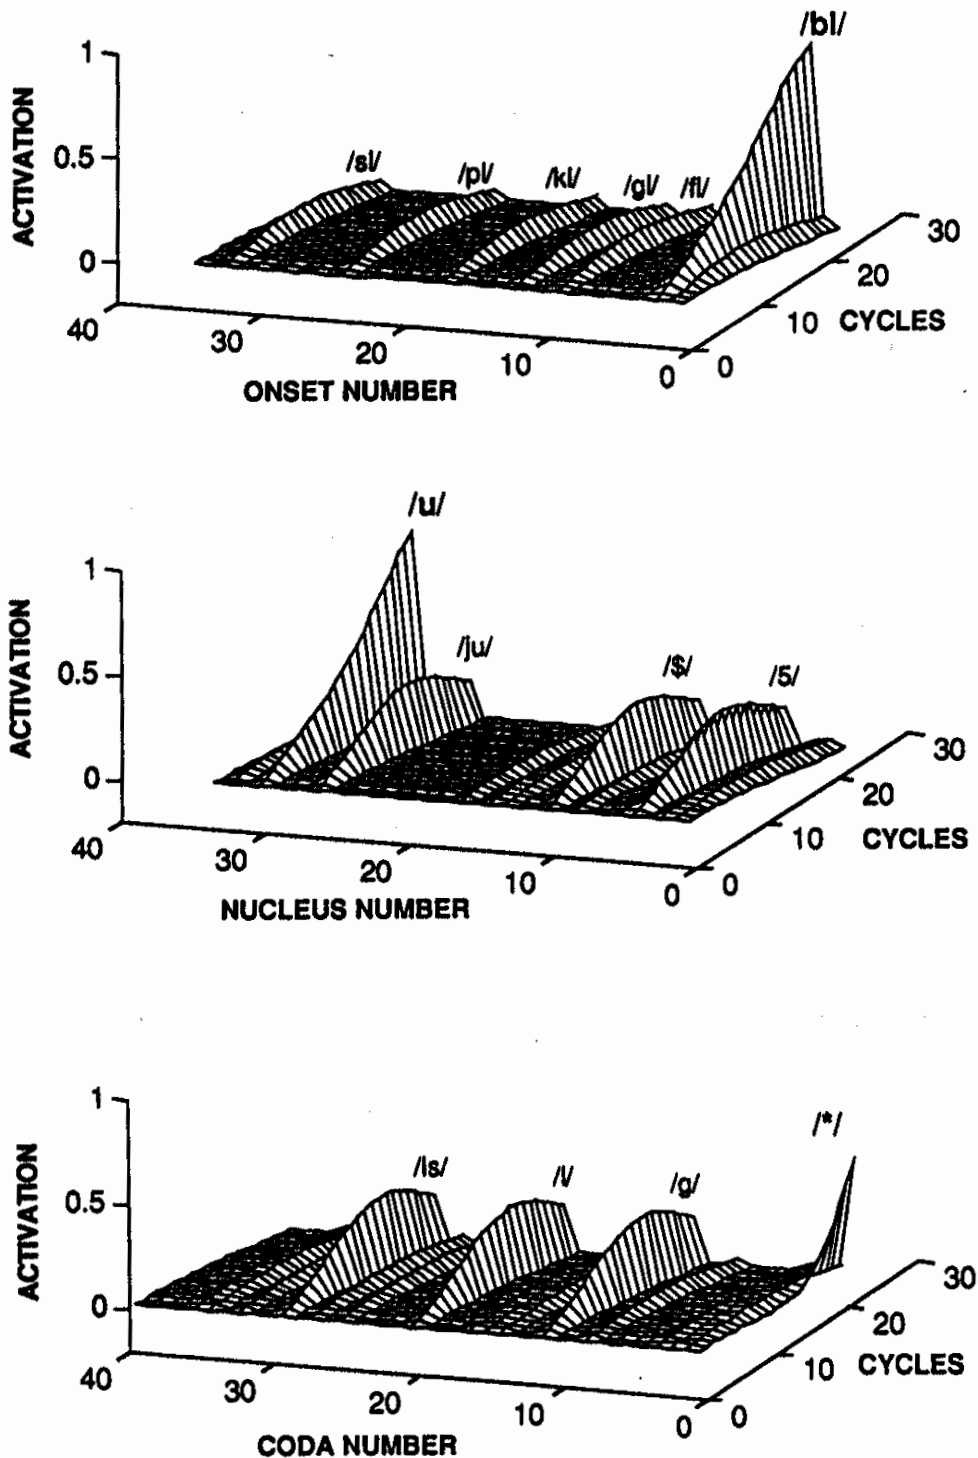 /bl/
1
ACTIVATION
0.5
0
/sl/
/pl/
/kl/
/gl/
/fl/
40
30
20
10
0
ONSET NUMBER
0
10
20
30
CYCLES
/u/
1
ACTIVATION
0.5
0
/ju/
/$/
/5/
40
30
20
10
0
NUCLEUS NUMBER
0
10
20
30
CYCLES
1
ACTIVATION
0.5
0
/ls/
/l/
/g/
/*/
40
30
20
10
0
CODA NUMBER
0
10
20
30
CYCLES